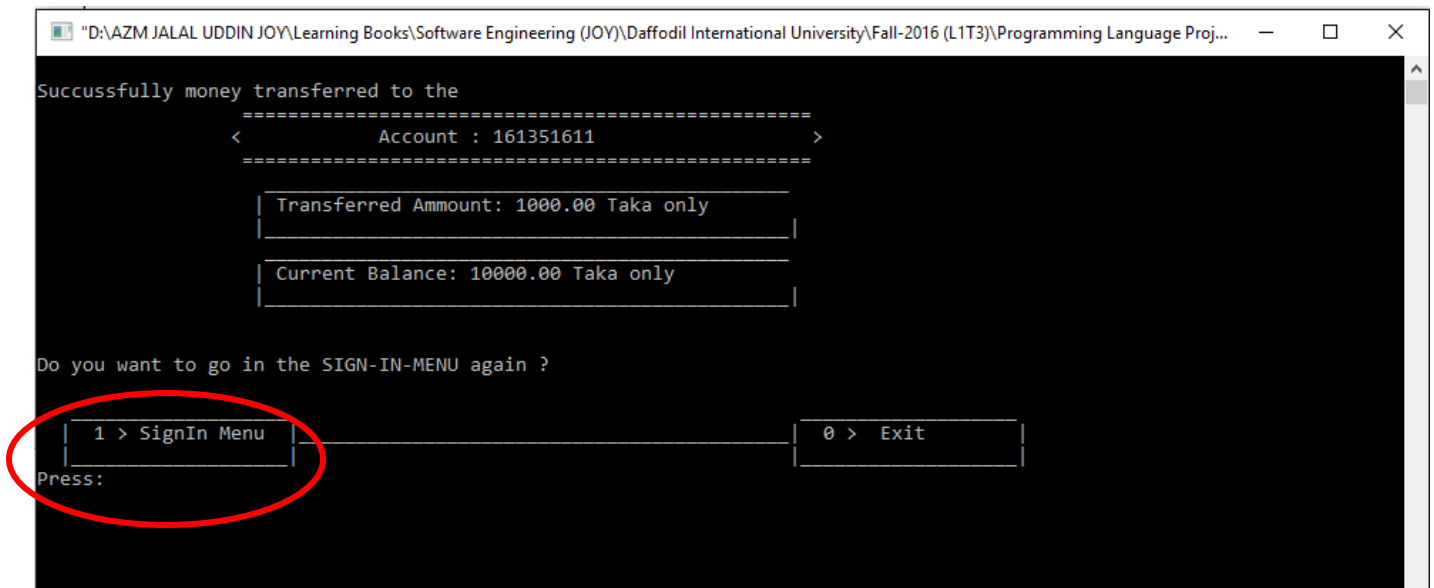 "D:\AZM JALAL UDDIN JOY\Learning Books\Software Engineering (JOY)\Daffodil International University\Fall-2016 (L1T3)\Programming Language Proj...
Succussfully money transferred to the
==================================================
< Account : 161351611 >
==================================================
| Transferred Ammount: 1000.00 Taka only
| Current Balance: 10000.00 Taka only
Do you want to go in the SIGN-IN-MENU again ?
| 1 > SignIn Menu |______________________________________________| 0 > Exit |
Press: